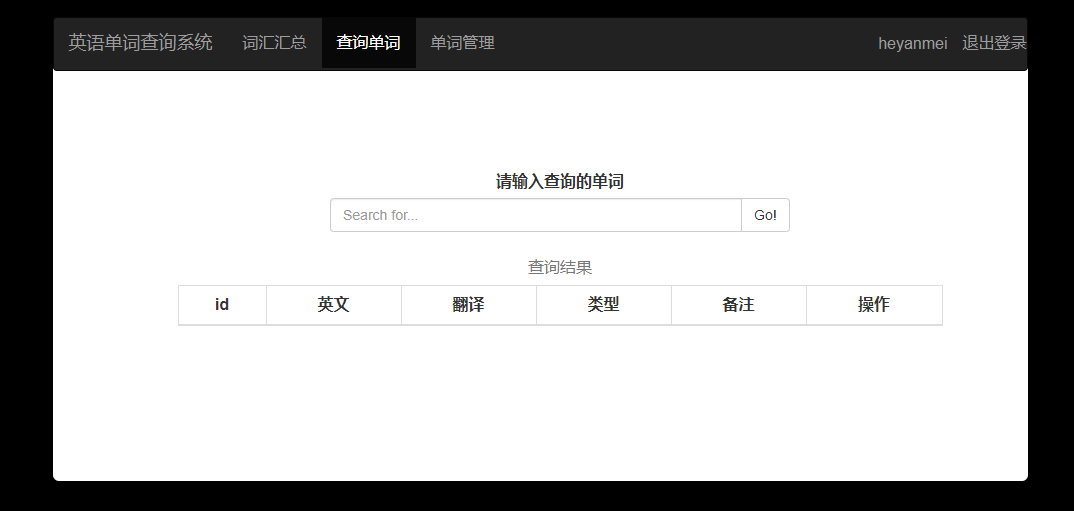 英语单词查询系统 词汇汇总 查询单词 单词管理 heyanmei 退出登录
请输入查询的单词
Search for... Go!
查询结果
id 英文 翻译 类型 备注 操作